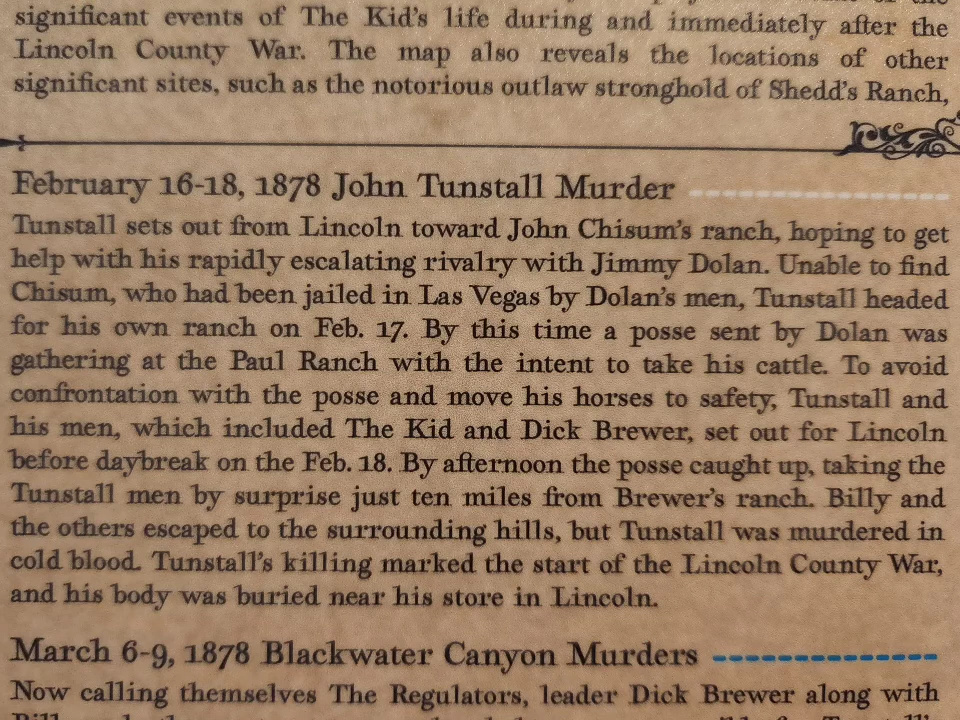 significant events of The Kid's life during and immediately after the
Lincoln County War. The map also reveals the locations of other
significant sites, such as the notorious outlaw stronghold of Shedd's Ranch,
February 16-18, 1878 John Tunstall Murder
Tunstall sets out from Lincoln toward John Chisum's ranch, hoping to get
help with his rapidly escalating rivalry with Jimmy Dolan. Unable to find
Chisum, who had been jailed in Las Vegas by Dolan's men, Tunstall headed
for his own ranch on Feb. 17. By this time a posse sent by Dolan was
gathering at the Paul Ranch with the intent to take his cattle. To avoid
confrontation with the posse and move his horses to safety, Tunstall and
his men, which included The Kid and Dick Brewer, set out for Lincoln
before daybreak on the Feb. 18. By afternoon the posse caught up, taking the
Tunstall men by surprise just ten miles from Brewer's ranch. Billy and
the others escaped to the surrounding hills, but Tunstall was murdered in
cold blood. Tunstall's killing marked the start of the Lincoln County War,
and his body was buried near his store in Lincoln.
March 6-9, 1878 Blackwater Canyon Murders
Now calling themselves The Regulators, leader Dick Brewer along with